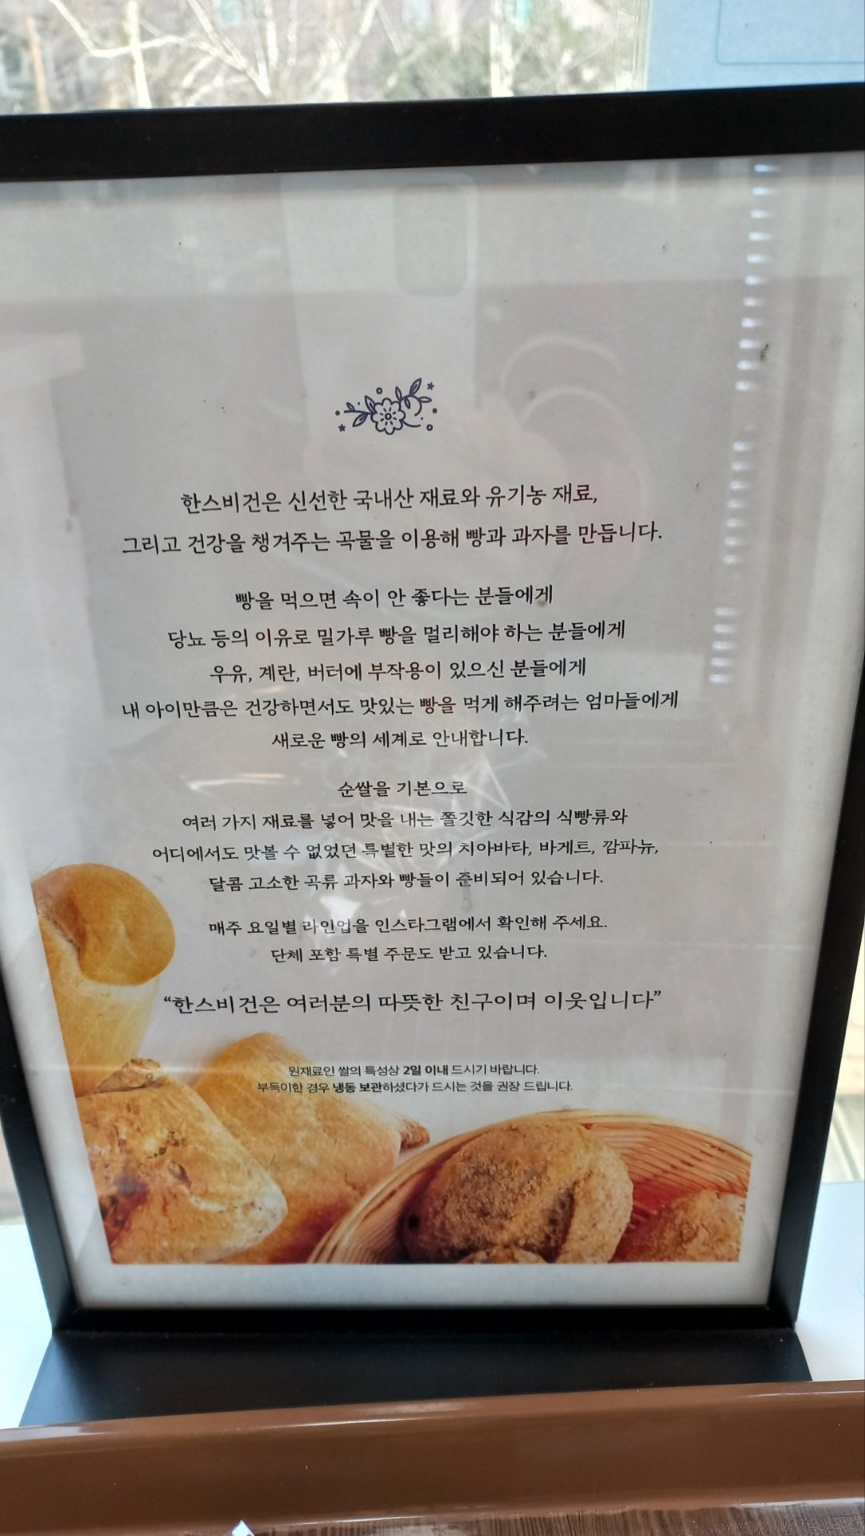 한스비건은 신선한 국내산 재료와 유기농 재료,
그리고 건강을 챙겨주는 곡물을 이용해 빵과 과자를 만듭니다.
빵을 먹으면 속이 안 좋다는 분들에게
당뇨 등의 이유로 밀가루 빵을 멀리해야 하는 분들에게
우유, 계란, 버터에 부작용이 있으신 분들에게
내 아이만큼은 건강하면서도 맛있는 빵을 먹게 해주려는 엄마들에게
새로운 빵의 세계로 안내합니다.
순쌀을 기본으로
여러 가지 재료를 넣어 맛을 내는 쫄깃한 식감의 식빵류와
어디에서도 맛볼 수 없었던 특별한 맛의 치아바타, 바게트, 깜파뉴,
달콤 고소한 곡류 과자와 빵들이 준비되어 있습니다.
매주 요일별 라인업을 인스타그램에서 확인해 주세요.
단체 포함 특별 주문도 받고 있습니다.
“한스비건은 여러분의 따뜻한 친구이며 이웃입니다”
원재료인 쌀의 특성상 2일 이내 드시기 바랍니다.
부득이한 경우 냉동 보관하셨다가 드시는 것을 권장 드립니다.